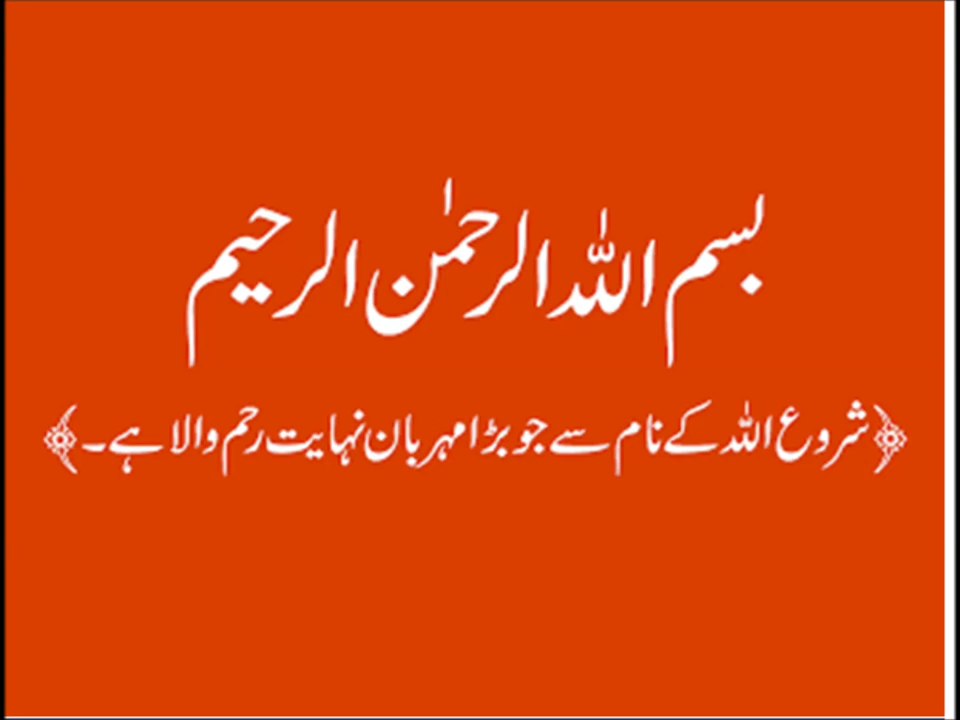 بسم اللہ الرحمٰن الرحیم
﴿شروع اللہ کے نام سے جو بڑا مہربان نہایت رحم والا ہے۔﴾